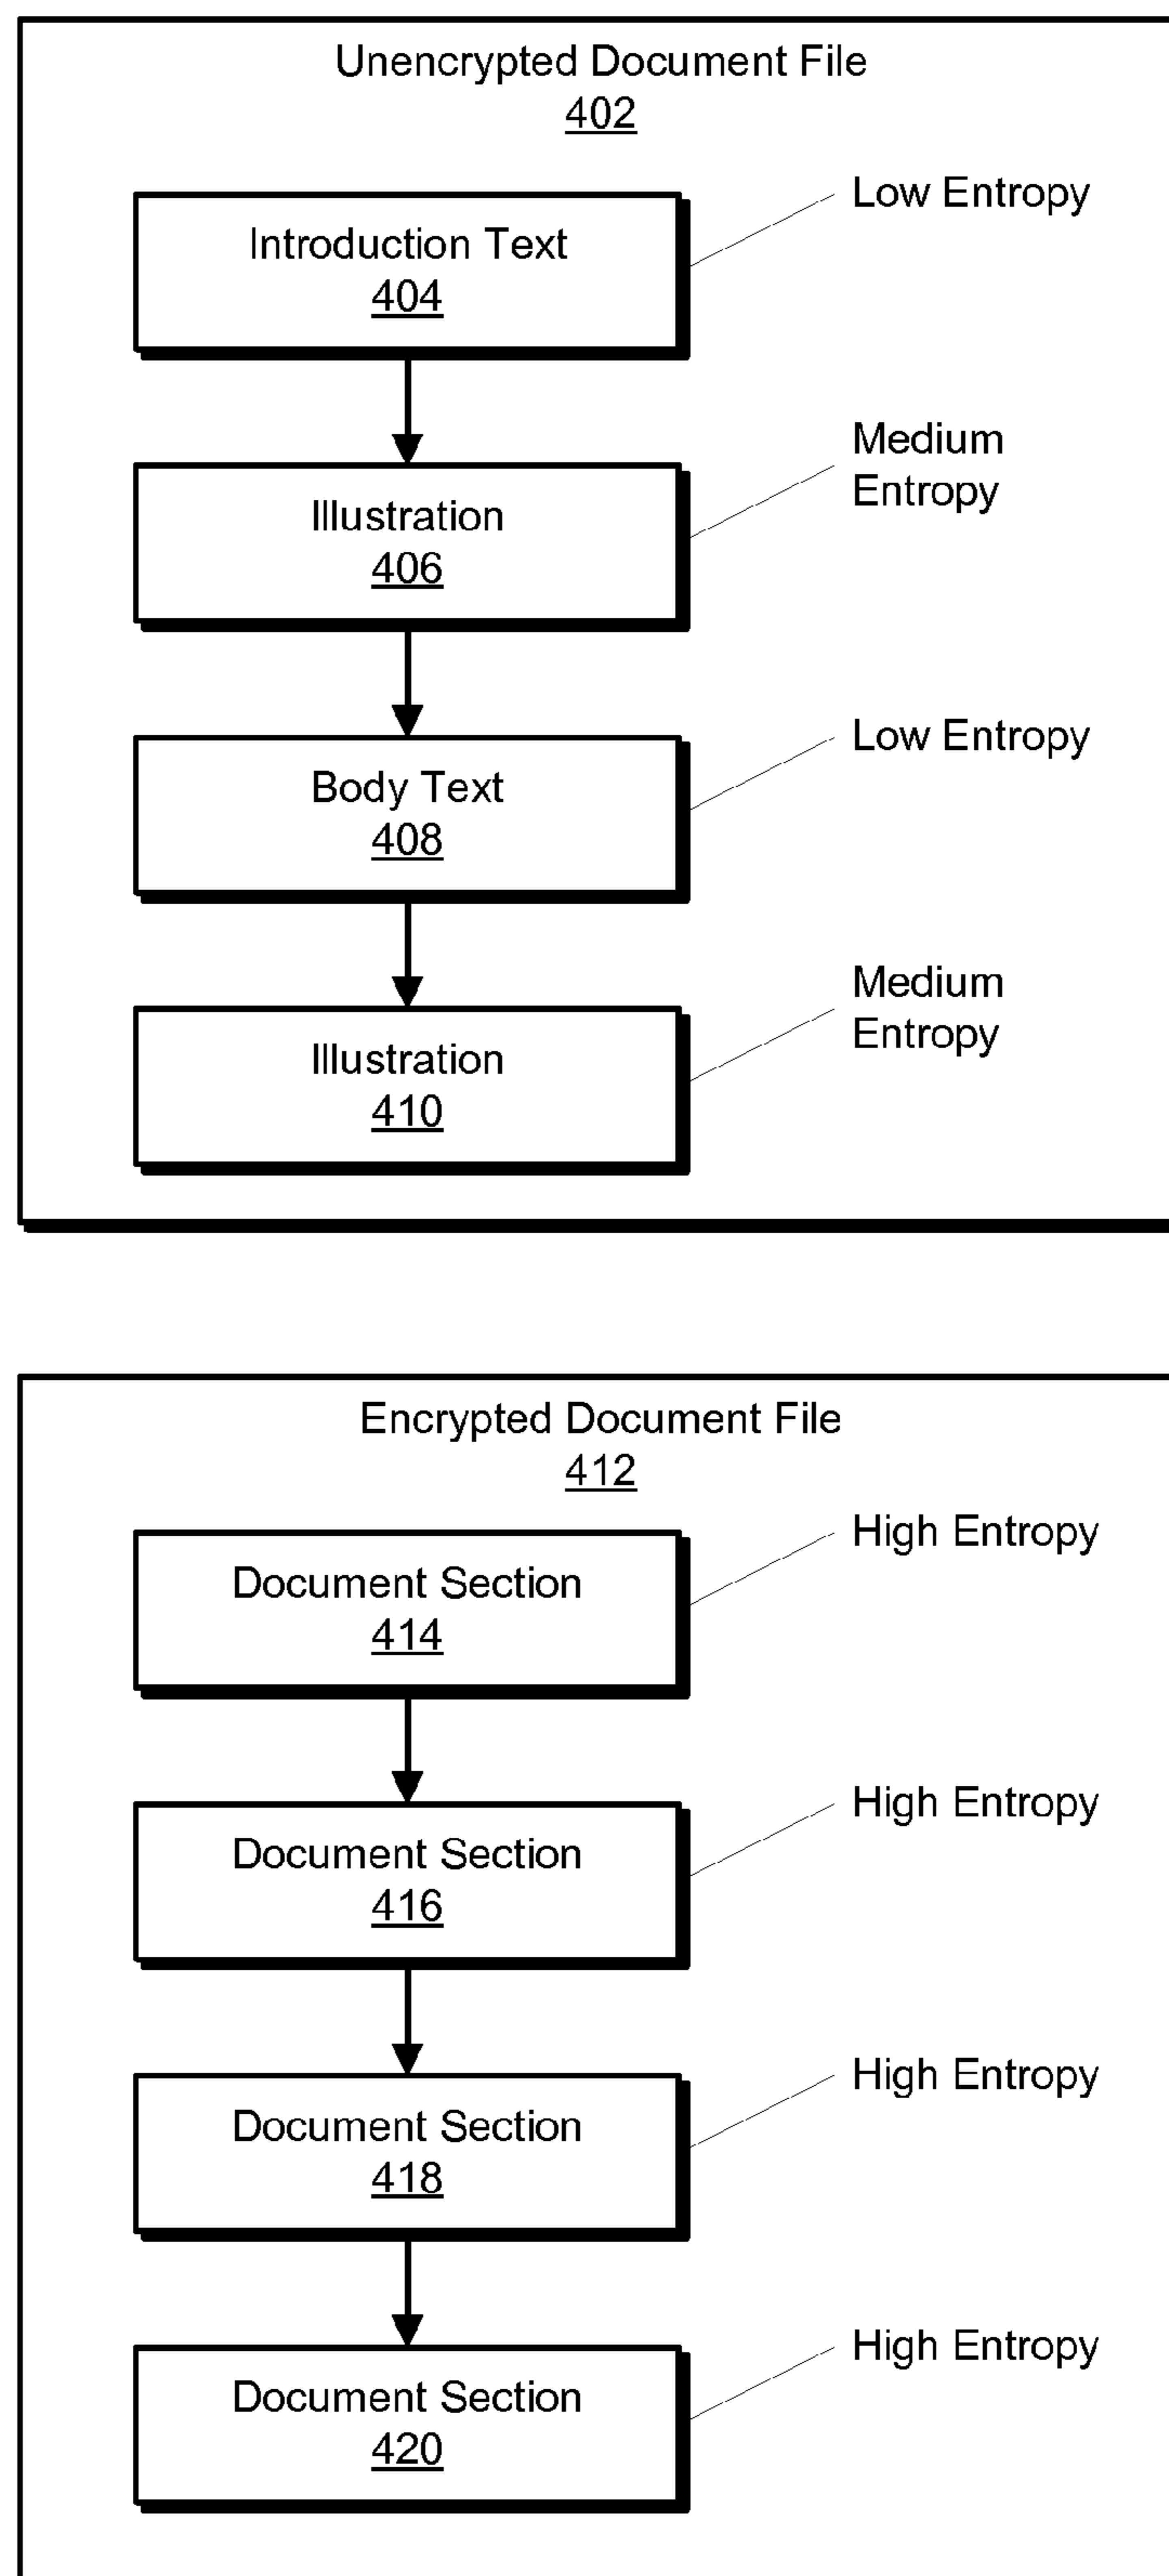 Unencrypted Document File
402
Introduction Text
404
Low Entropy
Illustration
406
Medium
Entropy
Body Text
408
Low Entropy
Illustration
410
Medium
Entropy
Encrypted Document File
412
Document Section
414
High Entropy
Document Section
416
High Entropy
Document Section
418
High Entropy
Document Section
420
High Entropy